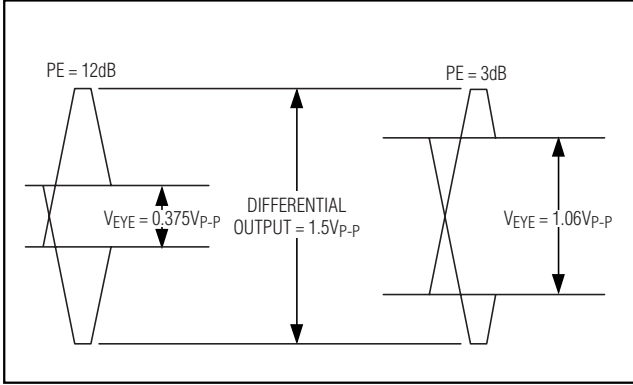 PE = 12dB
PE = 3dB
VEYE = 0.375VP-P
DIFFERENTIAL
OUTPUT = 1.5VP-P
VEYE = 1.06VP-P